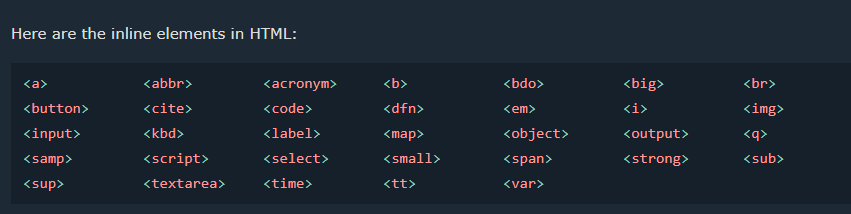 Here are the inline elements in HTML:
<a> <abbr> <acronym> <b> <bdo> <big> <br>
<button> <cite> <code> <dfn> <em> <i> <img>
<input> <kbd> <label> <map> <object> <output> <q>
<samp> <script> <select> <small> <span> <strong> <sub>
<sup> <textarea> <time> <tt> <var>